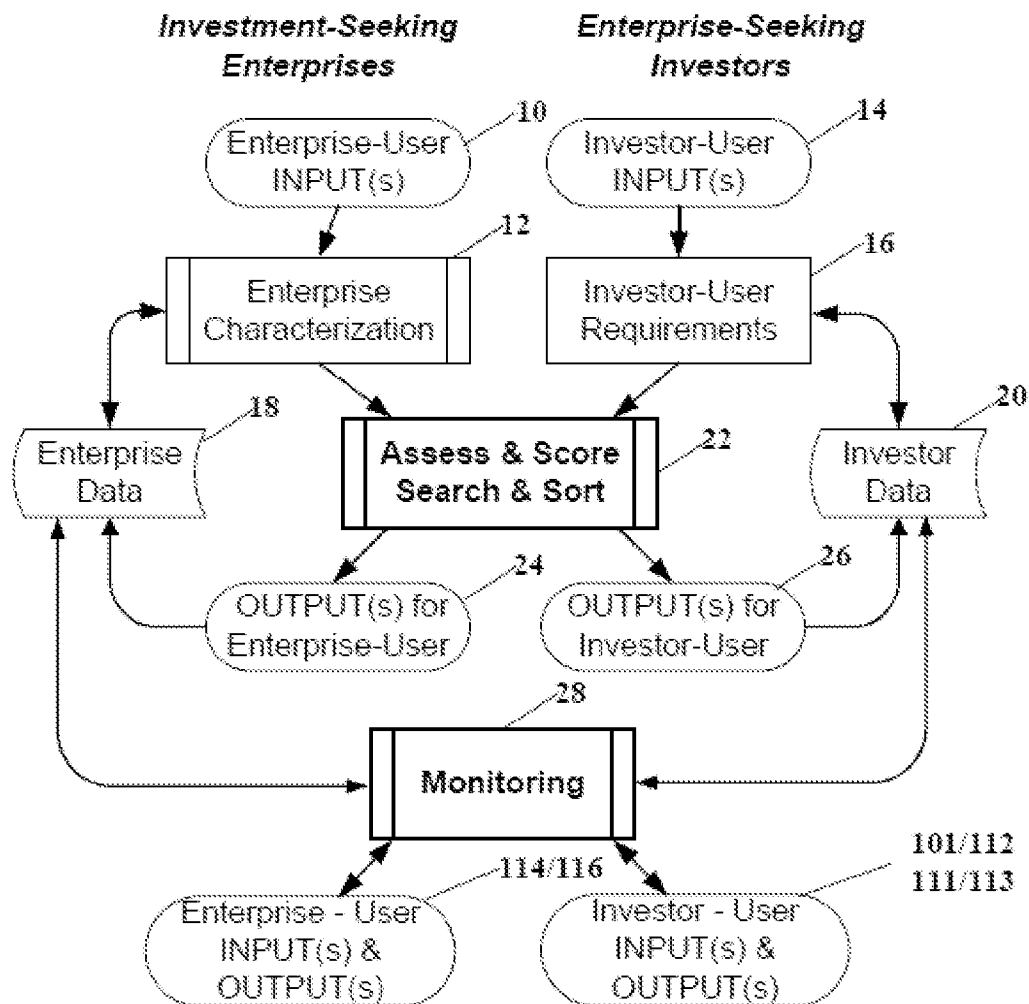 Investment-Seeking
Enterprises
Enterprise-Seeking
Investors
10
14
Enterprise-User
INPUT(s)
Investor-User
INPUT(s)
12
16
Enterprise
Characterization
Investor-User
Requirements
18
20
Enterprise
Data
Assess & Score
Search & Sort
22
Investor
Data
24
26
OUTPUT(s) for
Enterprise-User
OUTPUT(s) for
Investor-User
28
Monitoring
101/112
111/113
114/116
Enterprise - User
INPUT(s) &
OUTPUT(s)
Investor - User
INPUT(s) &
OUTPUT(s)